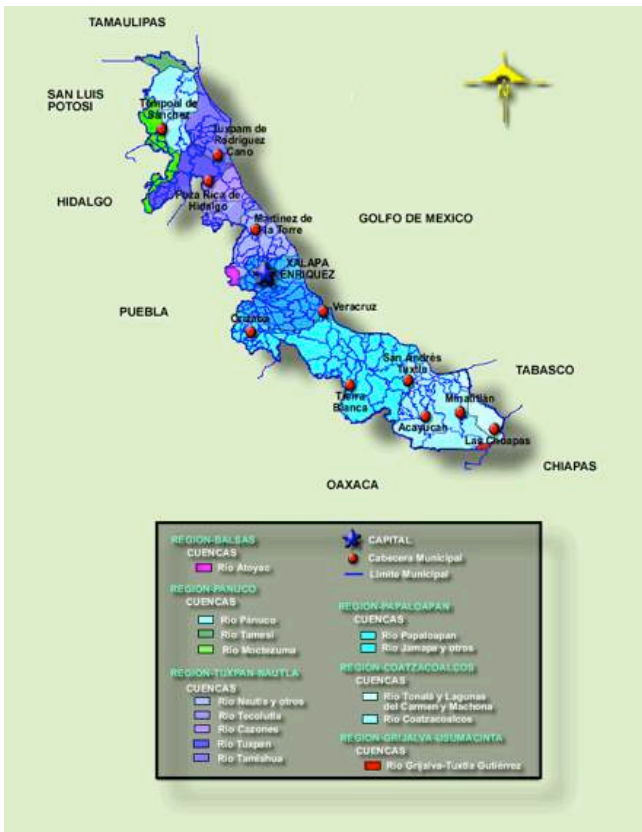 TAMAULIPAS
SAN LUIS
POTOSI
Tempoal de
Sánchez
Tuxpam de
Rodríguez
Cano
HIDALGO
Poza Rica de
Hidalgo
Martínez de
la Torre
GOLFO DE MEXICO
XALAPA
ENRIQUEZ
PUEBLA
Veracruz
Orizaba
San Andrés
Tuxtla
TABASCO
Tierra
Blanca
Minatitlán
Acayucan
Las Choapas
CHIAPAS
OAXACA
N
REGION-BALSAS
CUENCAS
Río Atoyac
REGION-PANUCO
CUENCAS
Río Pánuco
Río Tamesí
Río Moctezuma
REGION-TUXPAN-NAUTLA
CUENCAS
Río Nautla y otros
Río Tecolutla
Río Cazones
Río Tuxpan
Río Tamiahua
CAPITAL
Cabecera Municipal
Límite Municipal
REGION-PAPALOAPAN
CUENCAS
Río Papaloapan
Río Jamapa y otros
REGION-COATZACOALCOS
CUENCAS
Río Tonalá y Lagunas
del Carmen y Machona
Río Coatzacoalcos
REGION-GRIJALVA-USUMACINTA
CUENCAS
Río Grijalva-Tuxtla Gutiérrez